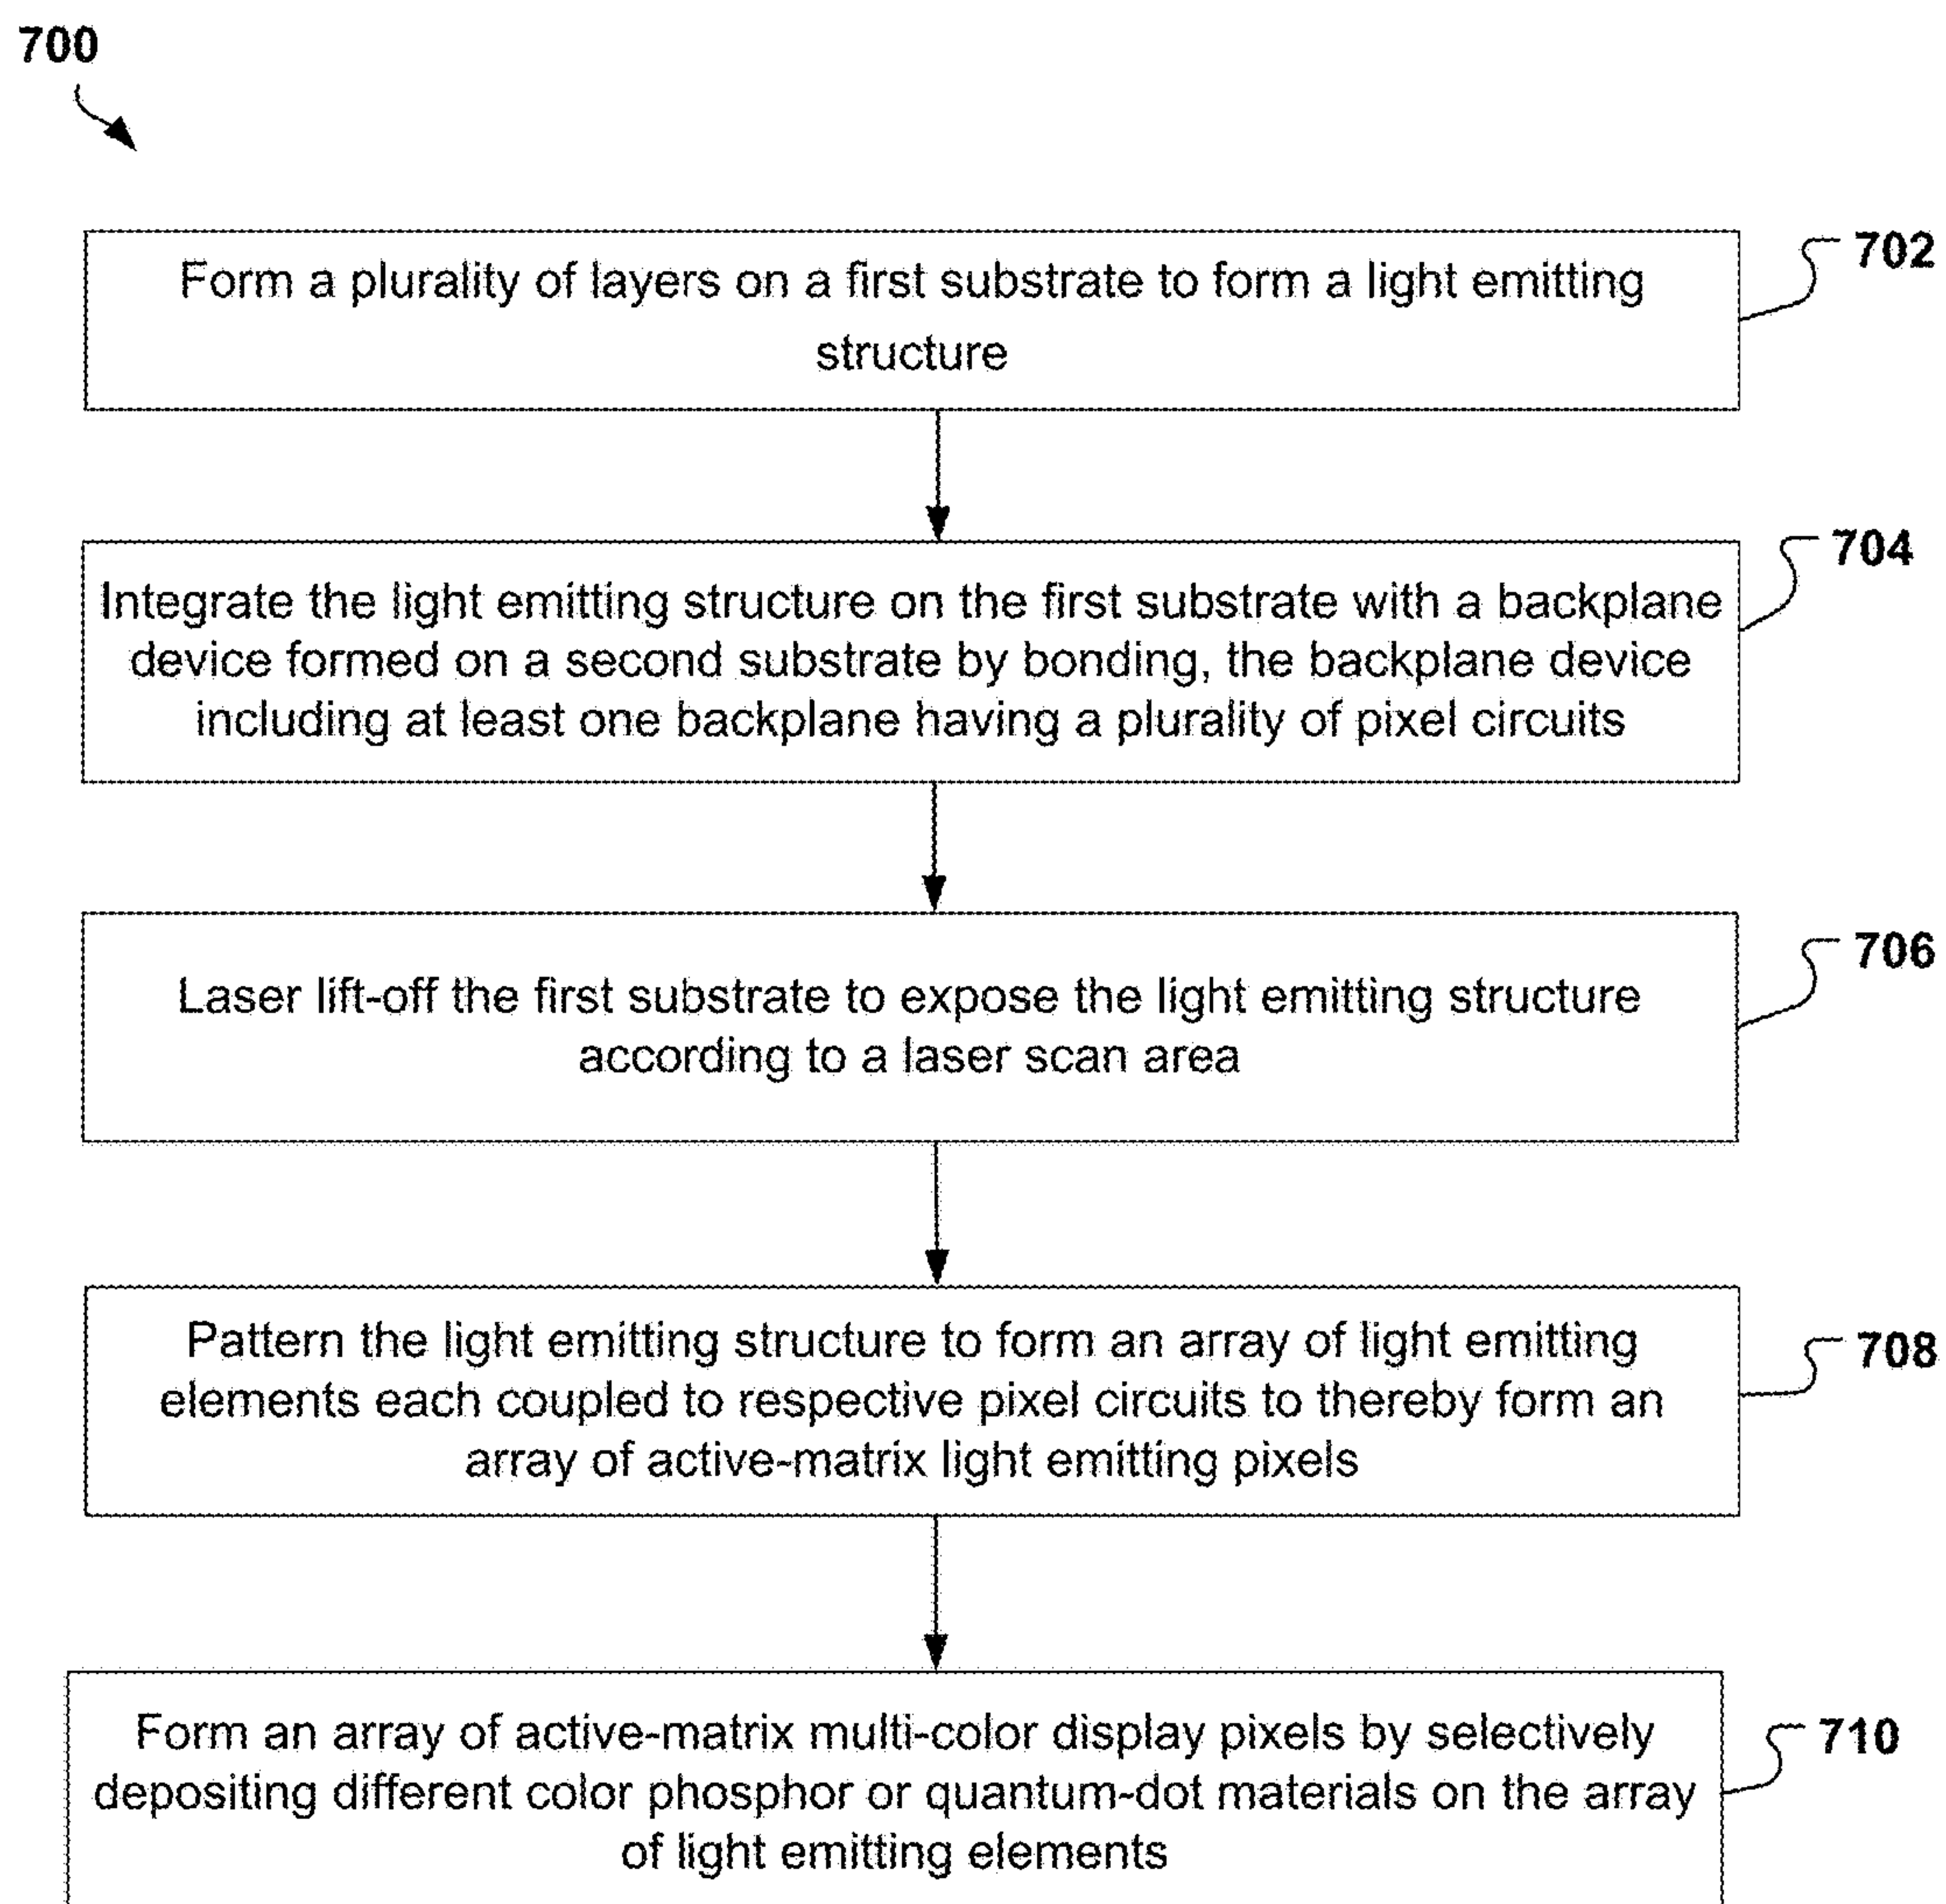 700
Form a plurality of layers on a first substrate to form a light emitting
structure
702
Integrate the light emitting structure on the first substrate with a backplane
device formed on a second substrate by bonding, the backplane device
including at least one backplane having a plurality of pixel circuits
704
Laser lift-off the first substrate to expose the light emitting structure
according to a laser scan area
706
Pattern the light emitting structure to form an array of light emitting
elements each coupled to respective pixel circuits to thereby form an
array of active-matrix light emitting pixels
708
Form an array of active-matrix multi-color display pixels by selectively
depositing different color phosphor or quantum-dot materials on the array
of light emitting elements
710